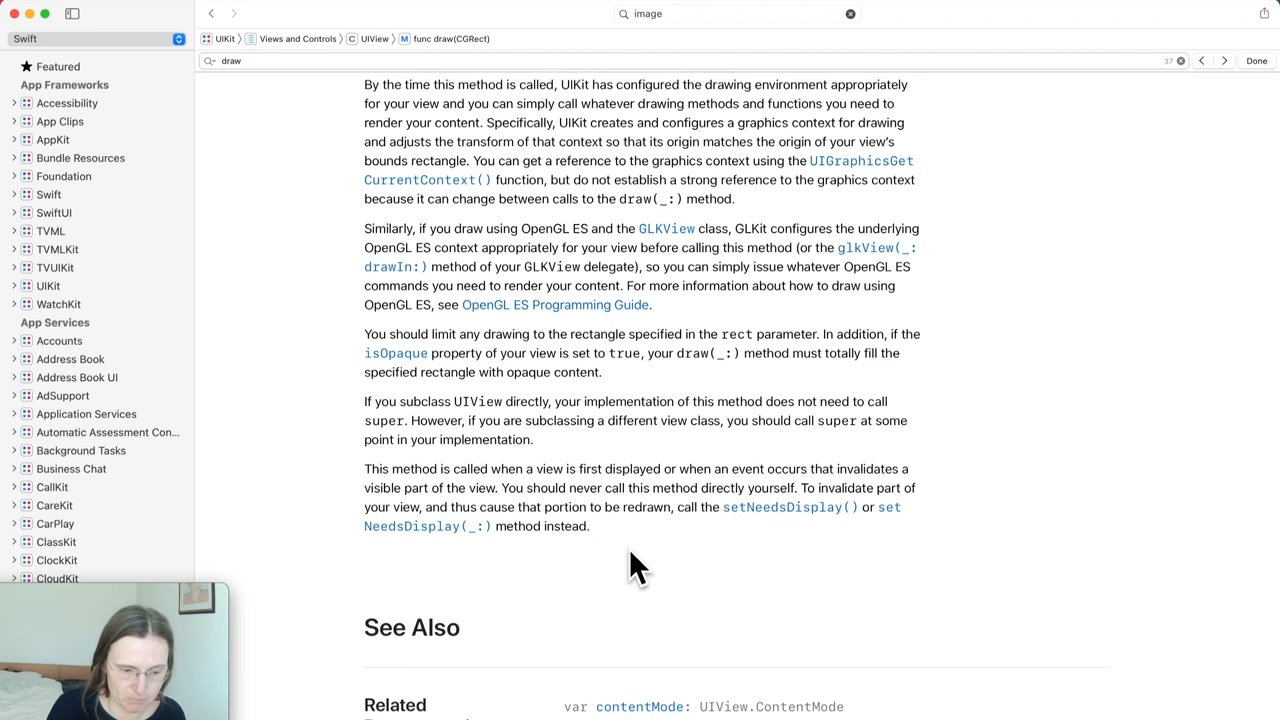 image
Swift
UIKit 〉 Views and Controls 〉 C UIView 〉 M func draw(CGRect)
draw 37 Done
Featured
App Frameworks
Accessibility
App Clips
AppKit
Bundle Resources
Foundation
Swift
SwiftUI
TVML
TVMLKit
TVUIKit
UIKit
WatchKit
App Services
Accounts
Address Book
Address Book UI
AdSupport
Application Services
Automatic Assessment Con...
Background Tasks
Business Chat
CallKit
CareKit
CarPlay
ClassKit
ClockKit
CloudKit
By the time this method is called, UIKit has configured the drawing environment appropriately
for your view and you can simply call whatever drawing methods and functions you need to
render your content. Specifically, UIKit creates and configures a graphics context for drawing
and adjusts the transform of that context so that its origin matches the origin of your view’s
bounds rectangle. You can get a reference to the graphics context using the UIGraphicsGet
CurrentContext() function, but do not establish a strong reference to the graphics context
because it can change between calls to the draw(_:) method.
Similarly, if you draw using OpenGL ES and the GLKView class, GLKit configures the underlying
OpenGL ES context appropriately for your view before calling this method (or the glkView(_:
drawIn:) method of your GLKView delegate), so you can simply issue whatever OpenGL ES
commands you need to render your content. For more information about how to draw using
OpenGL ES, see OpenGL ES Programming Guide.
You should limit any drawing to the rectangle specified in the rect parameter. In addition, if the
isOpaque property of your view is set to true, your draw(_:) method must totally fill the
specified rectangle with opaque content.
If you subclass UIView directly, your implementation of this method does not need to call
super. However, if you are subclassing a different view class, you should call super at some
point in your implementation.
This method is called when a view is first displayed or when an event occurs that invalidates a
visible part of the view. You should never call this method directly yourself. To invalidate part of
your view, and thus cause that portion to be redrawn, call the setNeedsDisplay() or set
NeedsDisplay(_:) method instead.
See Also
Related var contentMode: UIView.ContentMode